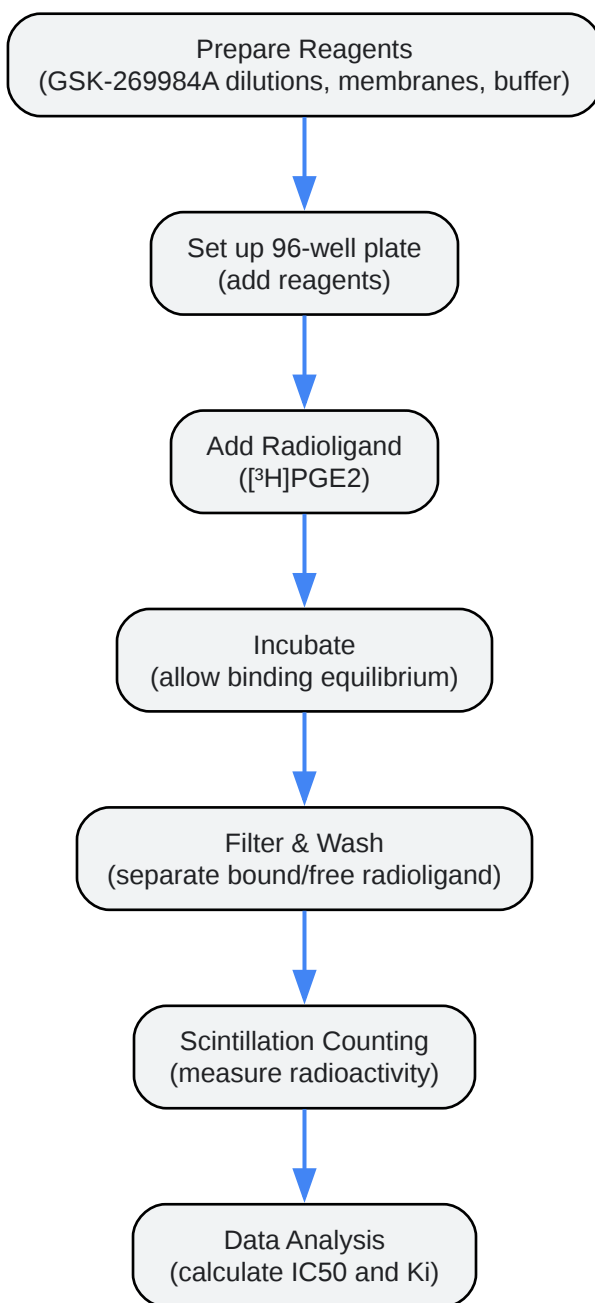 Prepare Reagents
(GSK-269984A dilutions, membranes, buffer)
Set up 96-well plate
(add reagents)
Add Radioligand
([³H]PGE2)
Incubate
(allow binding equilibrium)
Filter & Wash
(separate bound/free radioligand)
Scintillation Counting
(measure radioactivity)
Data Analysis
(calculate IC50 and Ki)